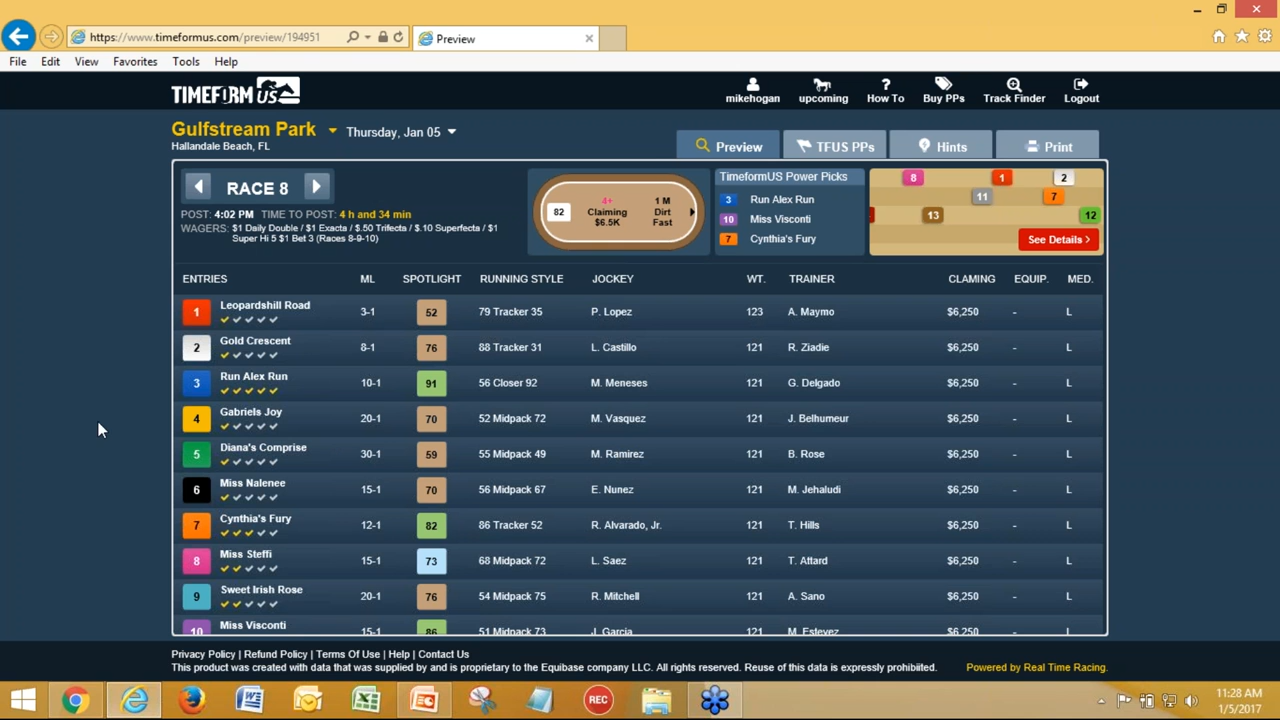 https://www.timeformus.com/preview/194951
Preview
File Edit View Favorites Tools Help
TIMEFORM US
mikehogan upcoming How To Buy PPs Track Finder Logout
Gulfstream Park Thursday, Jan 05
Hallandale Beach, FL
Preview TFUS PPs Hints Print
RACE 8
POST: 4:02 PM TIME TO POST: 4 h and 34 min
WAGERS: $1 Daily Double / $1 Exacta / $.50 Trifecta / $.10 Superfecta / $1
Super Hi 5 $1 Bet 3 (Races 8-9-10)
82
4+
Claiming
$6.5K
1 M
Dirt
Fast
TimeformUS Power Picks
3 Run Alex Run
10 Miss Visconti
7 Cynthia's Fury
8 1 2
11 7
13 12
See Details >
ENTRIES ML SPOTLIGHT RUNNING STYLE JOCKEY WT. TRAINER CLAMING EQUIP. MED.
1 Leopardshill Road 3-1 52 79 Tracker 35 P. Lopez 123 A. Maymo $6,250 - L
2 Gold Crescent 8-1 76 88 Tracker 31 L. Castillo 121 R. Ziadie $6,250 - L
3 Run Alex Run 10-1 91 56 Closer 92 M. Meneses 121 G. Delgado $6,250 - L
4 Gabriels Joy 20-1 70 52 Midpack 72 M. Vasquez 121 J. Belhumeur $6,250 - L
5 Diana's Comprise 30-1 59 55 Midpack 49 M. Ramirez 121 B. Rose $6,250 - L
6 Miss Nalenee 15-1 70 56 Midpack 67 E. Nunez 121 M. Jehaludi $6,250 - L
7 Cynthia's Fury 12-1 82 86 Tracker 52 R. Alvarado, Jr. 121 T. Hills $6,250 - L
8 Miss Steffi 15-1 73 68 Midpack 72 L. Saez 121 T. Attard $6,250 - L
9 Sweet Irish Rose 20-1 76 54 Midpack 75 R. Mitchell 121 A. Sano $6,250 - L
10 Miss Visconti 15-1 86 51 Midpack 73 J. Garcia 121 M. Estevez $6,250 - L
Privacy Policy | Refund Policy | Terms Of Use | Help | Contact Us
This product was created with data that was supplied by and is proprietary to the Equibase company LLC. All rights reserved. Reuse of this data is expressly prohibiited. Powered by Real Time Racing.
REC
11:28 AM
1/5/2017